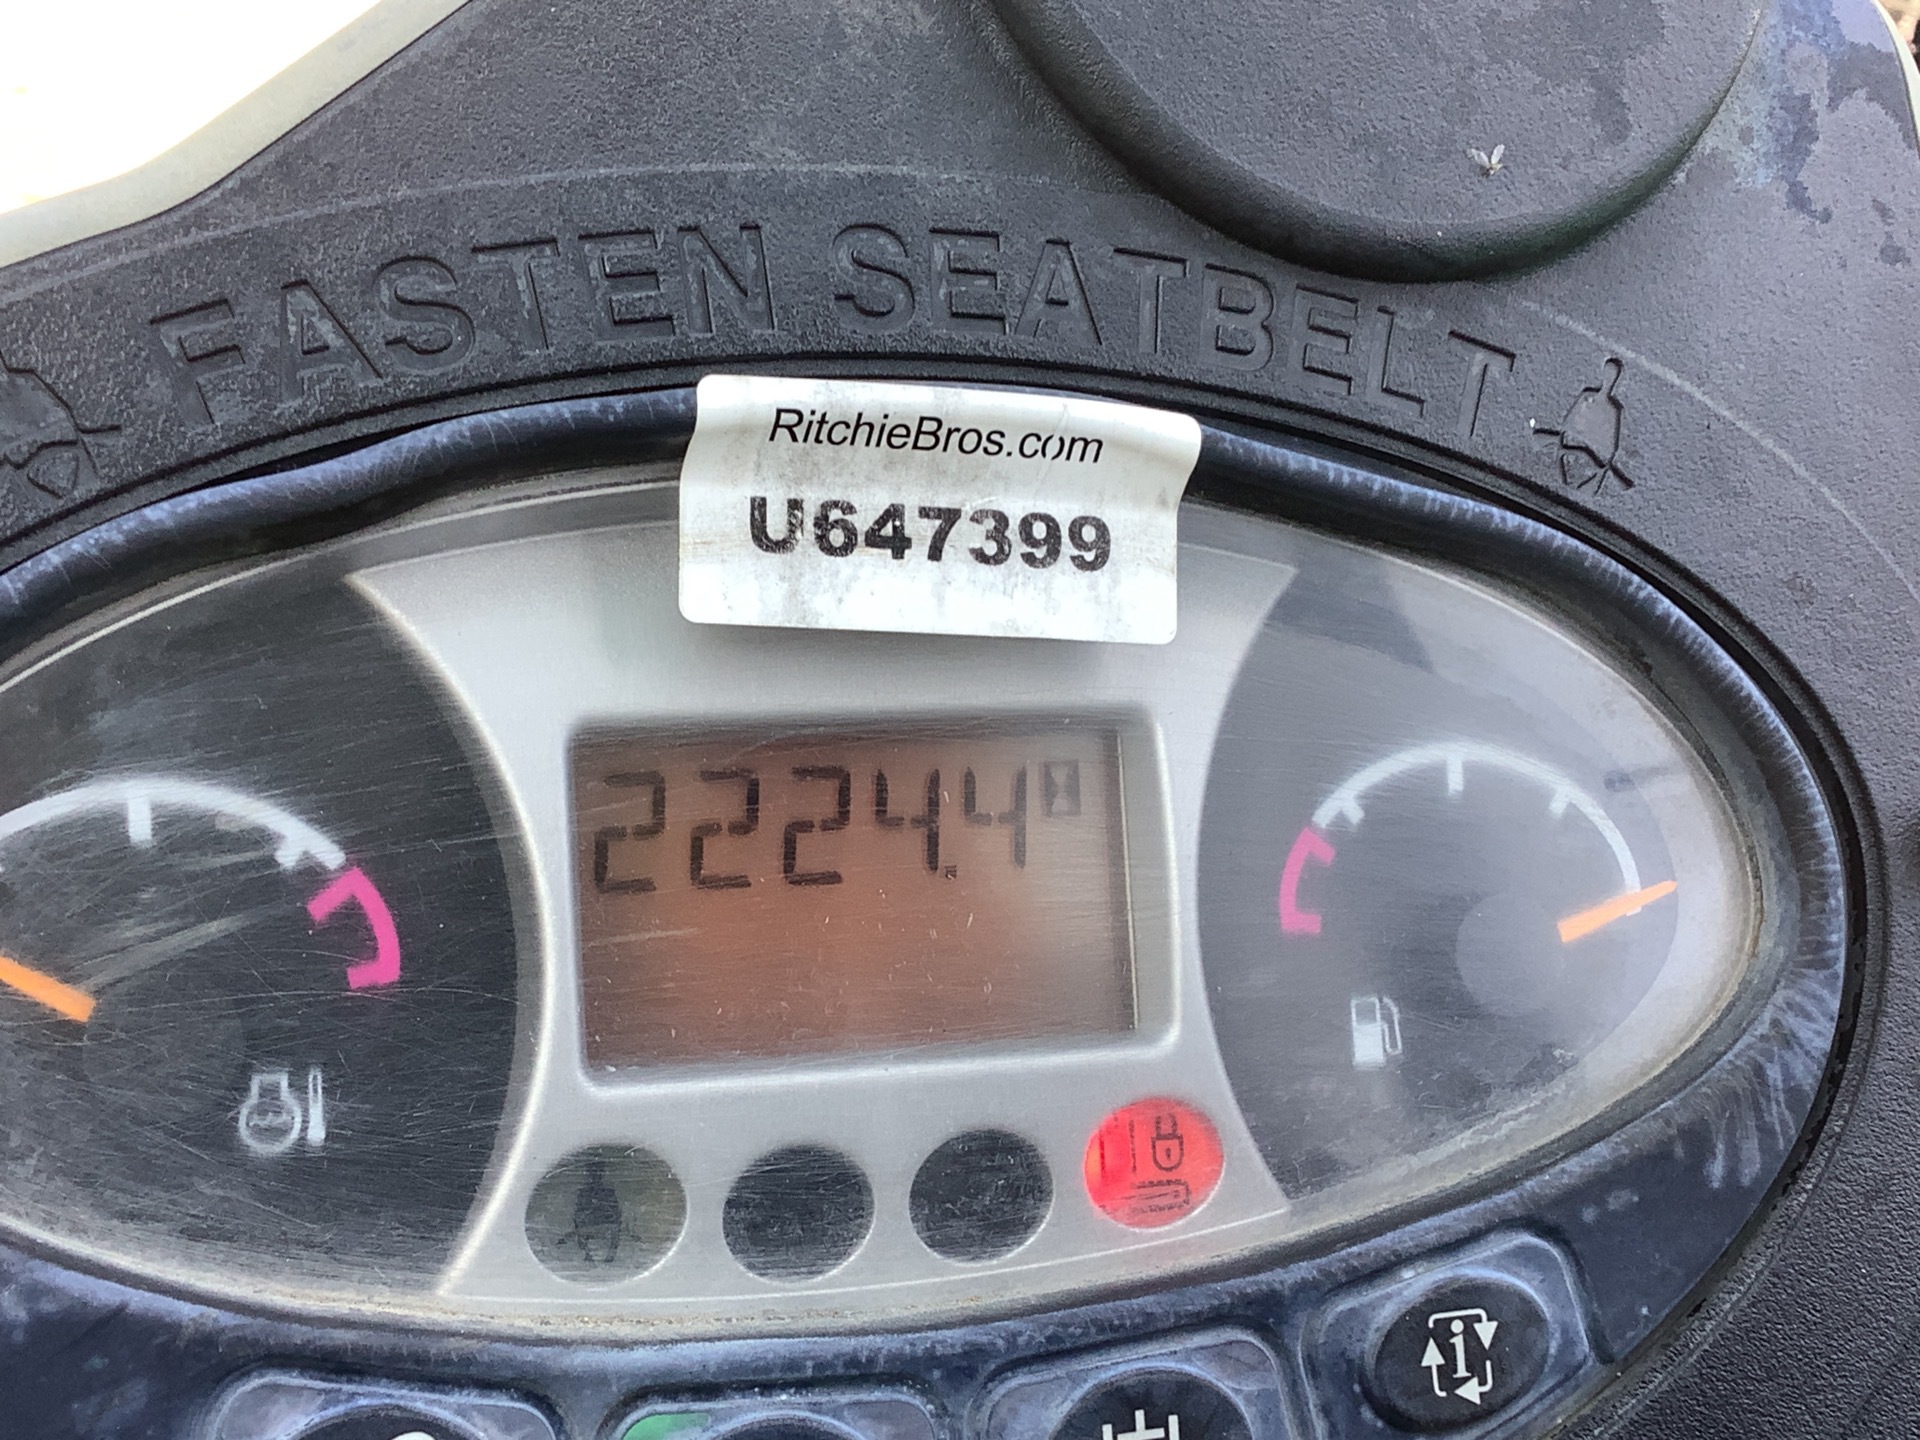 FASTEN SEATBELT
RitchieBros.com
U647399
2224.4
i